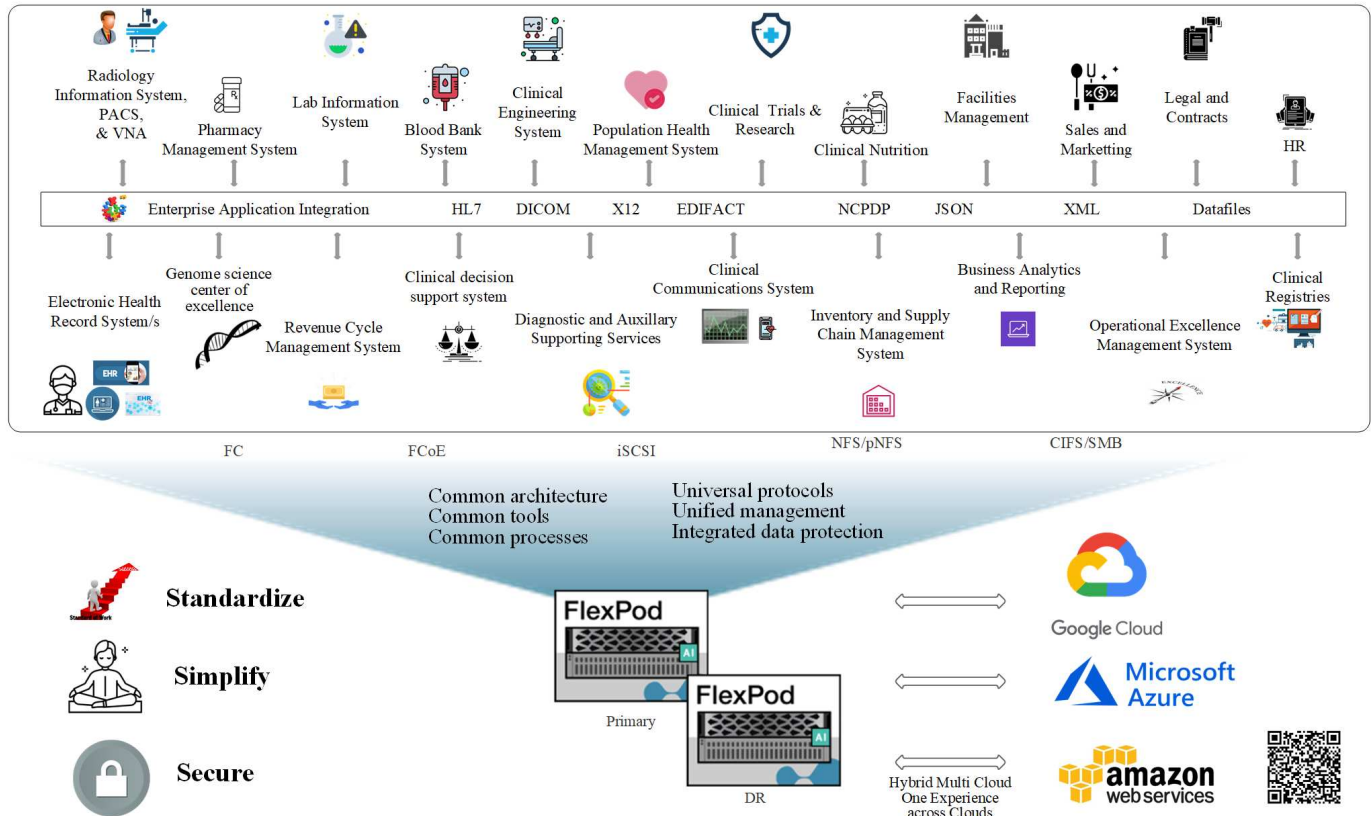 Radiology
Information System,
PACS,
& VNA
Pharmacy
Management System
Lab Information
System
Blood Bank
System
Clinical
Engineering
System
Population Health
Management System
Clinical Trials &
Research
Clinical Nutrition
Facilities
Management
Sales and
Marketting
Legal and
Contracts
HR
Enterprise Application Integration HL7 DICOM X12 EDIFACT NCPDP JSON XML Datafiles
Electronic Health
Record System/s
EHR
EHR
Genome science
center of
excellence
Revenue Cycle
Management System
Clinical decision
support system
Diagnostic and Auxillary
Supporting Services
Clinical
Communications System
Inventory and Supply
Chain Management
System
Business Analytics
and Reporting
Operational Excellence
Management System
EXCELLENCE
Clinical
Registries
FC FCoE iSCSI NFS/pNFS CIFS/SMB
Common architecture
Common tools
Common processes
Universal protocols
Unified management
Integrated data protection
Standardize
Simplify
Secure
FlexPod
AI
Primary
FlexPod
AI
DR
Hybrid Multi Cloud
One Experience
across Clouds
Google Cloud
Microsoft
Azure
amazon
web services